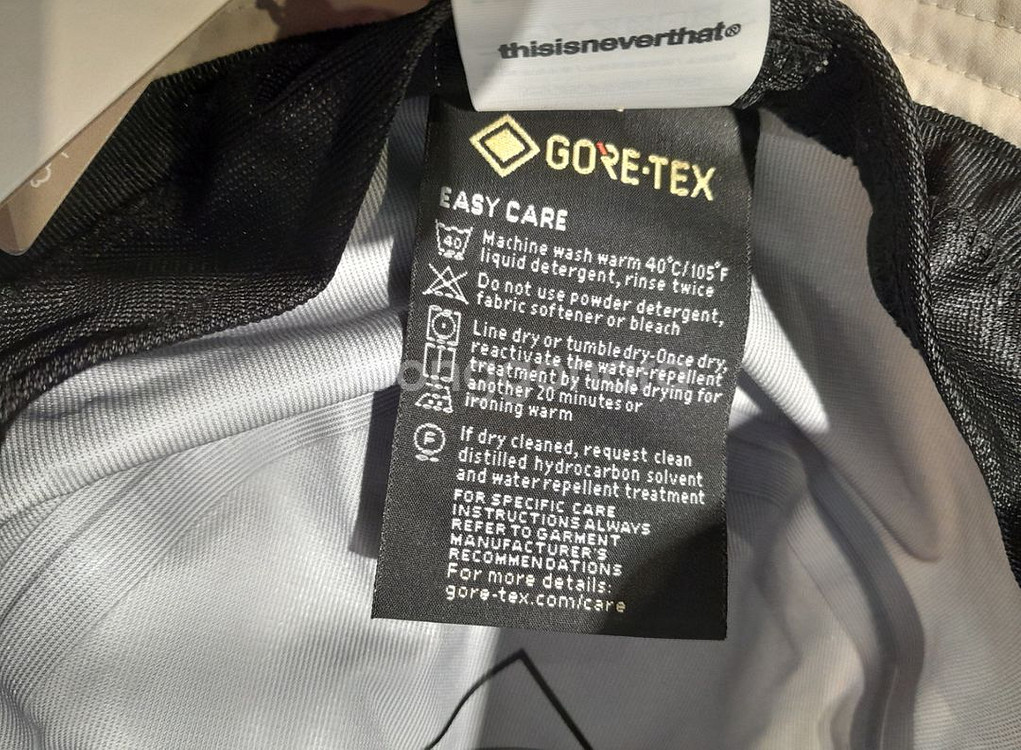 thisisneverthat®
GORE-TEX
EASY CARE
40
Machine wash warm 40°C/105°F
liquid detergent, rinse twice
Do not use powder detergent,
fabric softener or bleach
Line dry or tumble dry-Once dry,
reactivate the water-repellent
treatment by tumble drying for
another 20 minutes or
ironing warm
F
If dry cleaned, request clean
distilled hydrocarbon solvent
and water repellent treatment
FOR SPECIFIC CARE
INSTRUCTIONS ALWAYS
REFER TO GARMENT
MANUFACTURER'S
RECOMMENDATIONS
For more details:
gore-tex.com/care